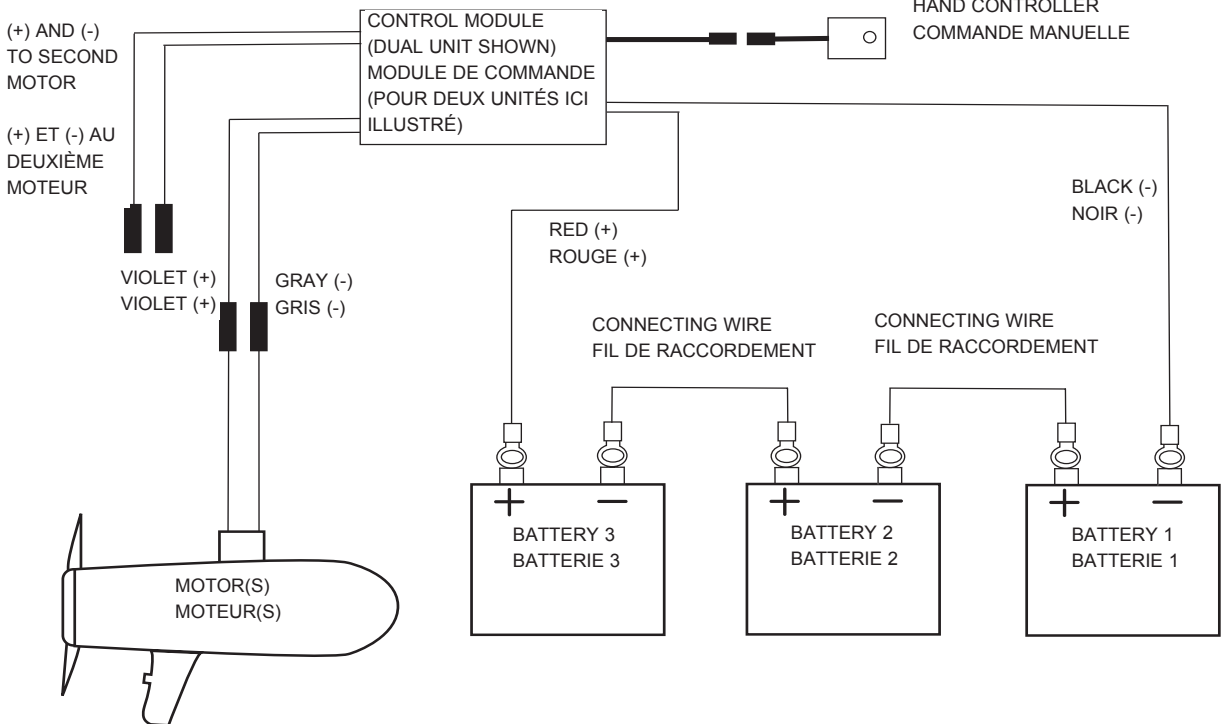 HAND CONTROLLER
COMMANDE MANUELLE
CONTROL MODULE
(DUAL UNIT SHOWN)
MODULE DE COMMANDE
(POUR DEUX UNITÉS ICI
ILLUSTRÉ)
(+) AND (-)
TO SECOND
MOTOR
(+) ET (-) AU
DEUXIÈME
MOTEUR
BLACK (-)
NOIR (-)
RED (+)
ROUGE (+)
VIOLET (+)
VIOLET (+)
GRAY (-)
GRIS (-)
CONNECTING WIRE
FIL DE RACCORDEMENT
CONNECTING WIRE
FIL DE RACCORDEMENT
+ −
BATTERY 3
BATTERIE 3
+ −
BATTERY 2
BATTERIE 2
+ −
BATTERY 1
BATTERIE 1
MOTOR(S)
MOTEUR(S)